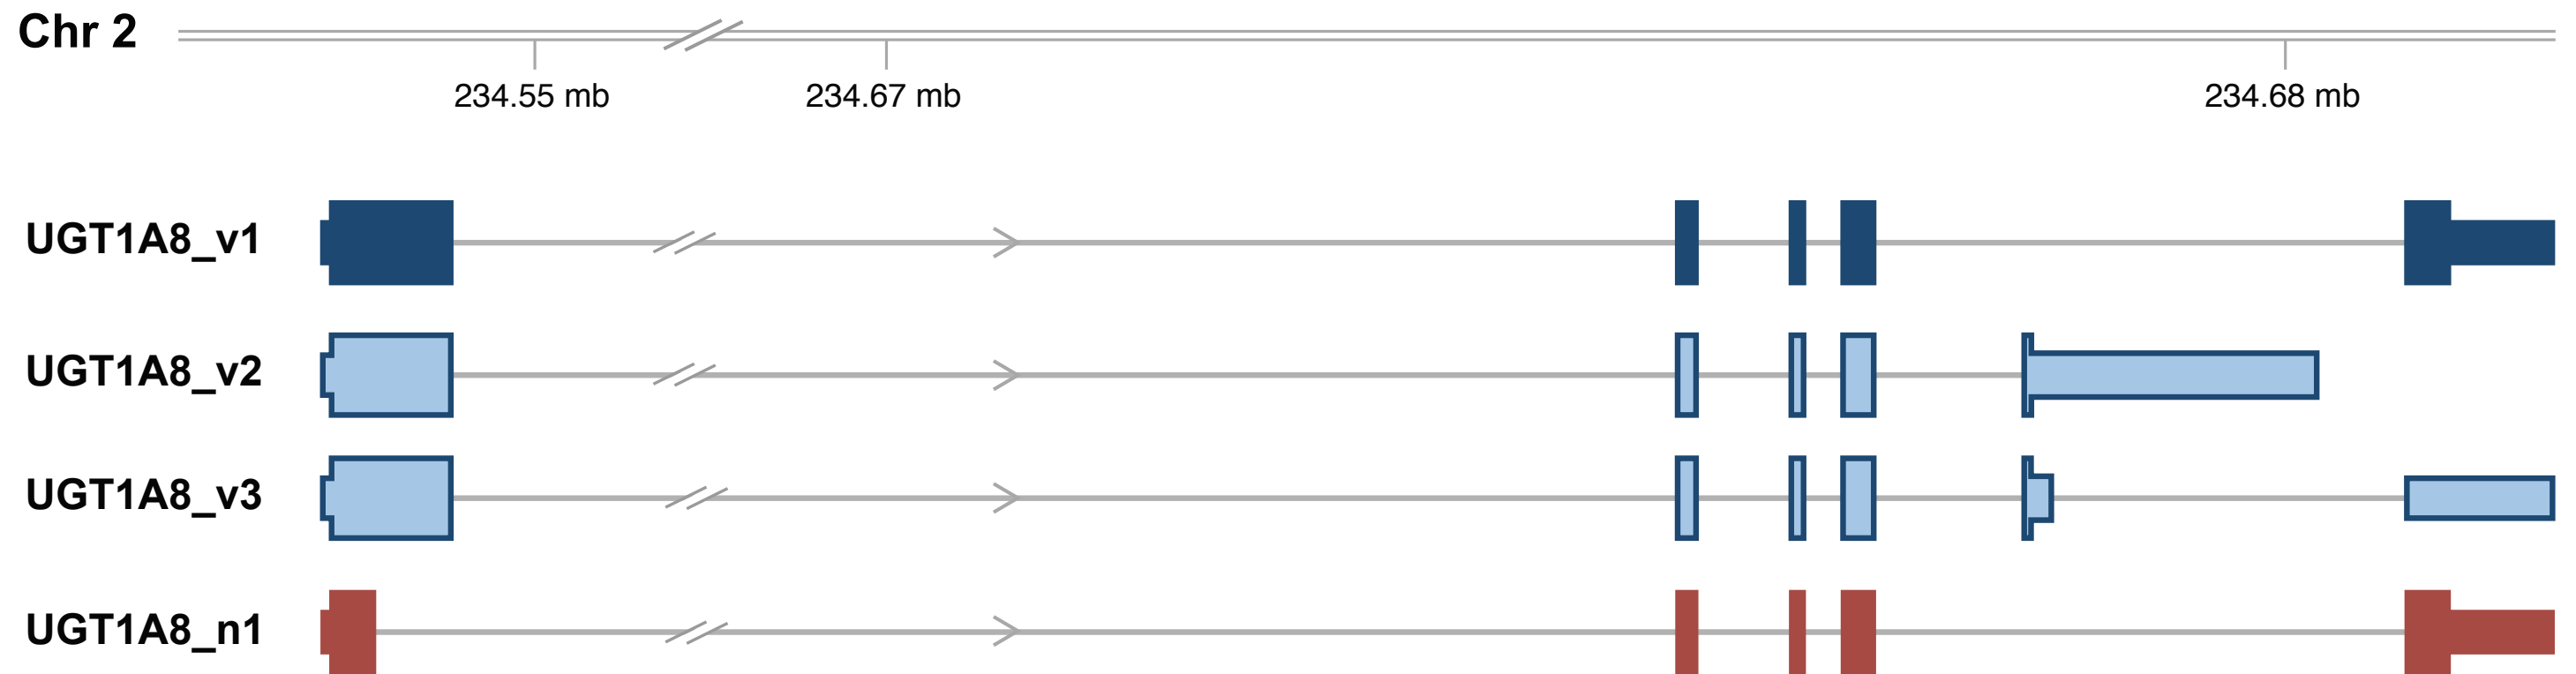 Chr 2
234.55 mb 234.67 mb 234.68 mb
UGT1A8_v1
UGT1A8_v2
UGT1A8_v3
UGT1A8_n1